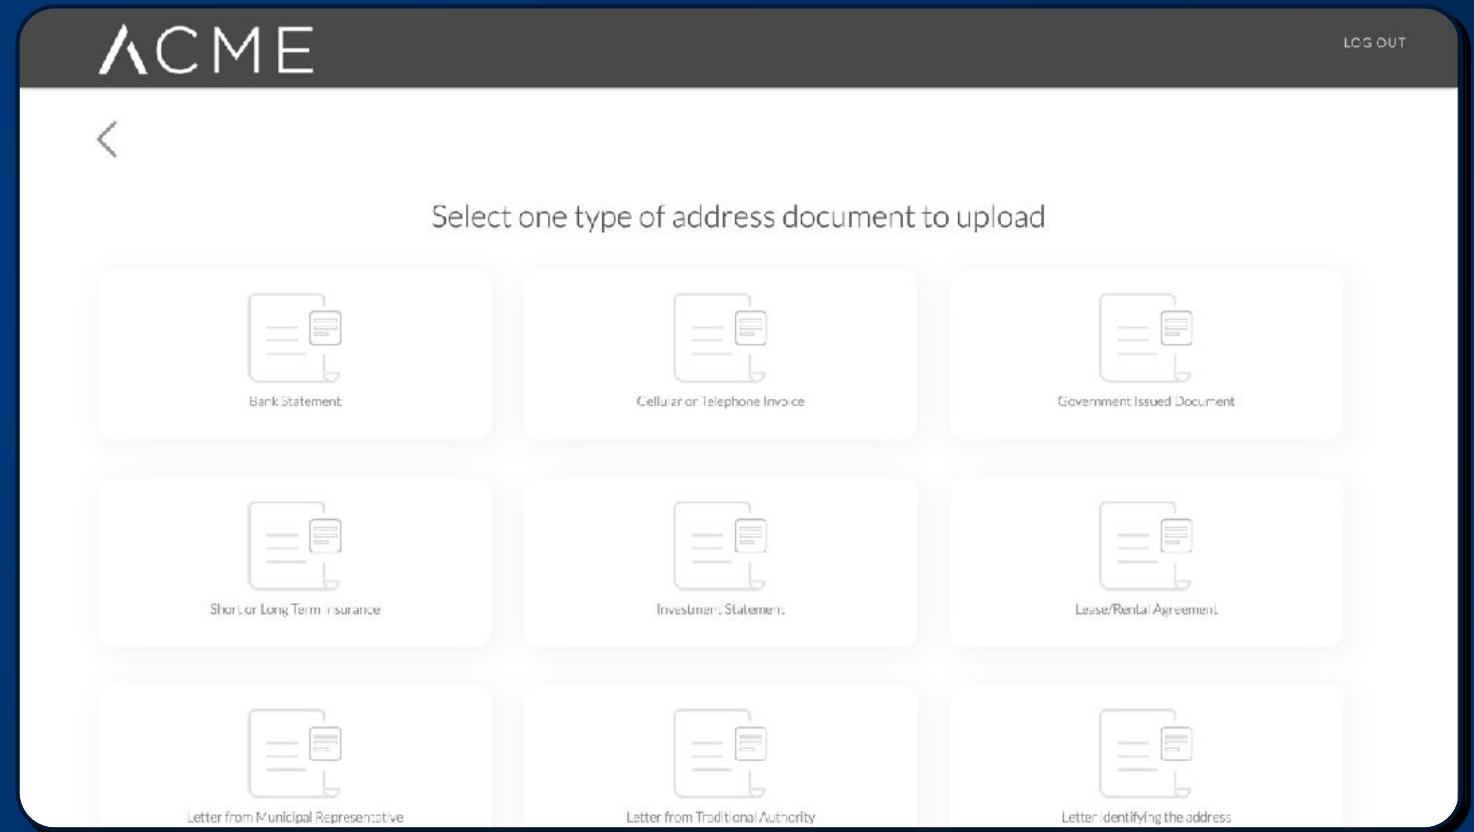 ACME
LOG OUT
Select one type of address document to upload
Bank Statement
Cellular or Telephone Invoice
Government Issued Document
Short or Long Term Insurance
Investment Statement
Lease/Rental Agreement
Letter from Municipal Representative
Letter from Traditional Authority
Letter identifying the address